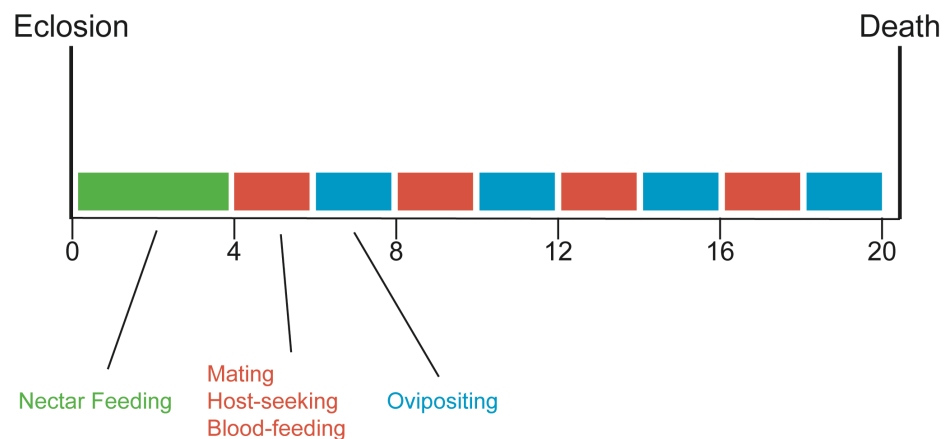 Eclosion
Death
0 4 8 12 16 20
Nectar Feeding
Mating
Host-seeking
Blood-feeding
Ovipositing